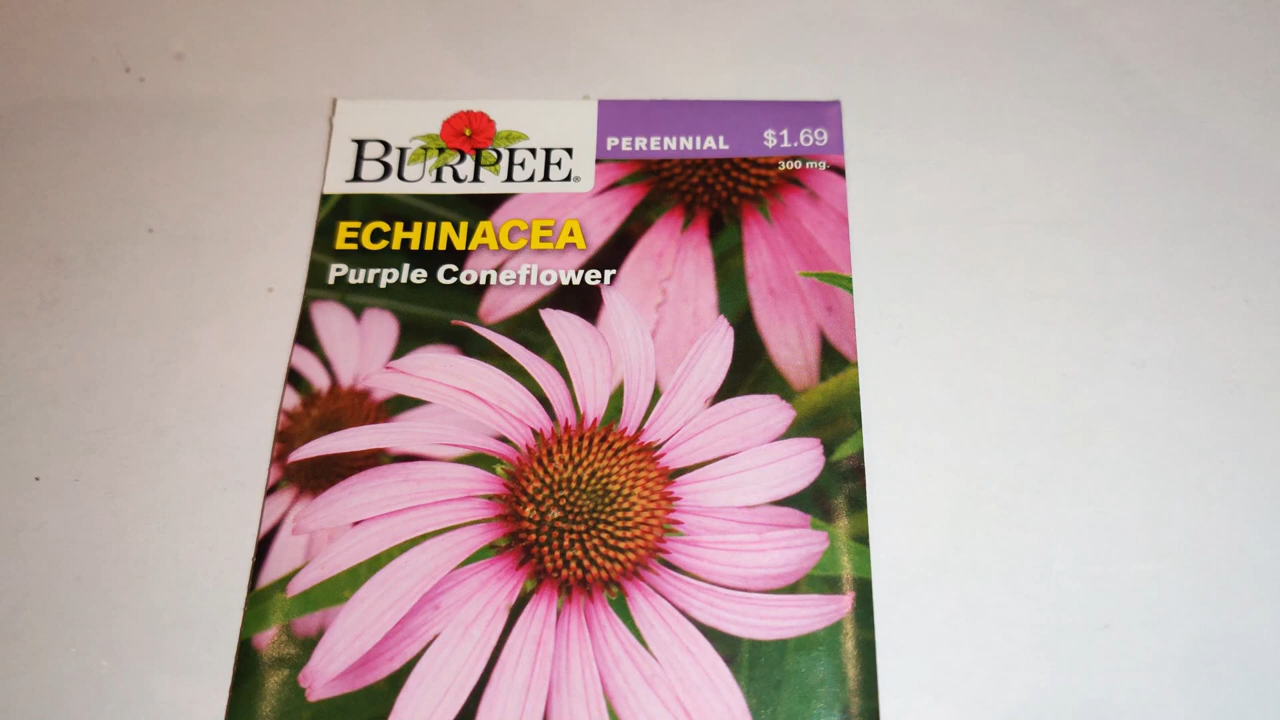 BURPEE®
PERENNIAL $1.69
300 mg.
ECHINACEA
Purple Coneflower